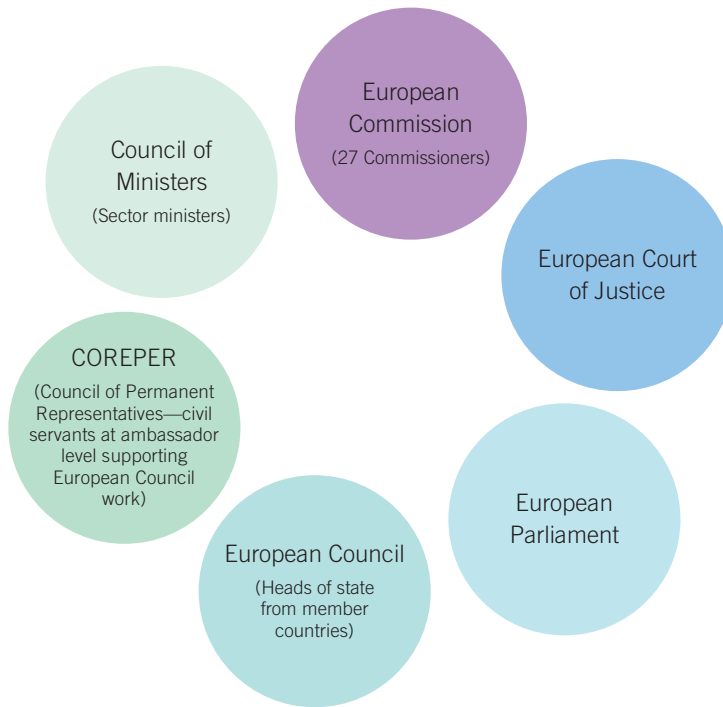 European
Commission
(27 Commissioners)
Council of
Ministers
(Sector ministers)
European Court
of Justice
COREPER
(Council of Permanent
Representatives—civil
servants at ambassador
level supporting
European Council
work)
European
Parliament
European Council
(Heads of state
from member
countries)